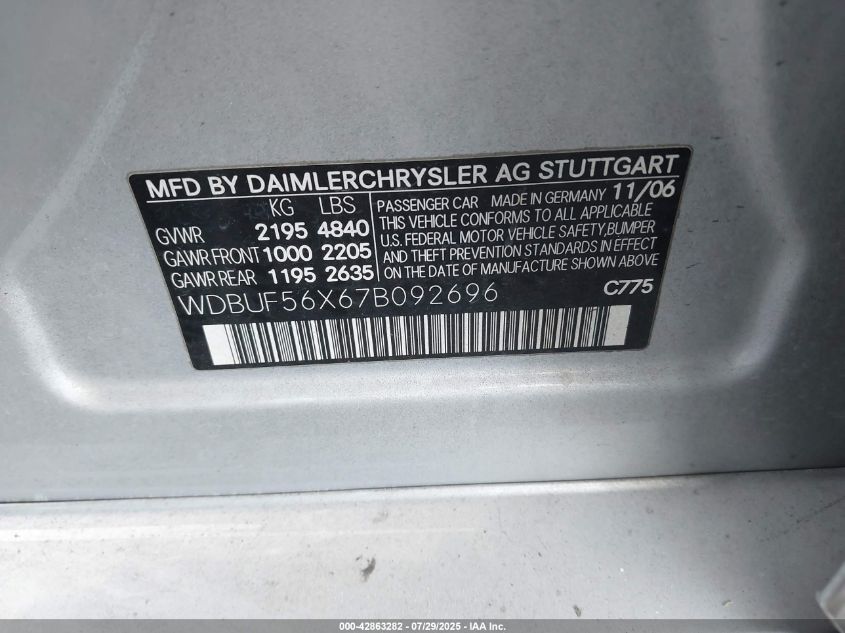 MFD BY DAIMLERCHRYSLER AG STUTTGART
KG LBS
GVWR 2195 4840
GAWR FRONT 1000 2205
GAWR REAR 1195 2635
PASSENGER CAR MADE IN GERMANY 11/06
THIS VEHICLE CONFORMS TO ALL APPLICABLE
U.S. FEDERAL MOTOR VEHICLE SAFETY,BUMPER
AND THEFT PREVENTION STANDARDS IN EFFECT
ON THE DATE OF MANUFACTURE SHOWN ABOVE
WDBUF56X67B092696
C775
000-42863282 - 07/29/2025 - IAA Inc.